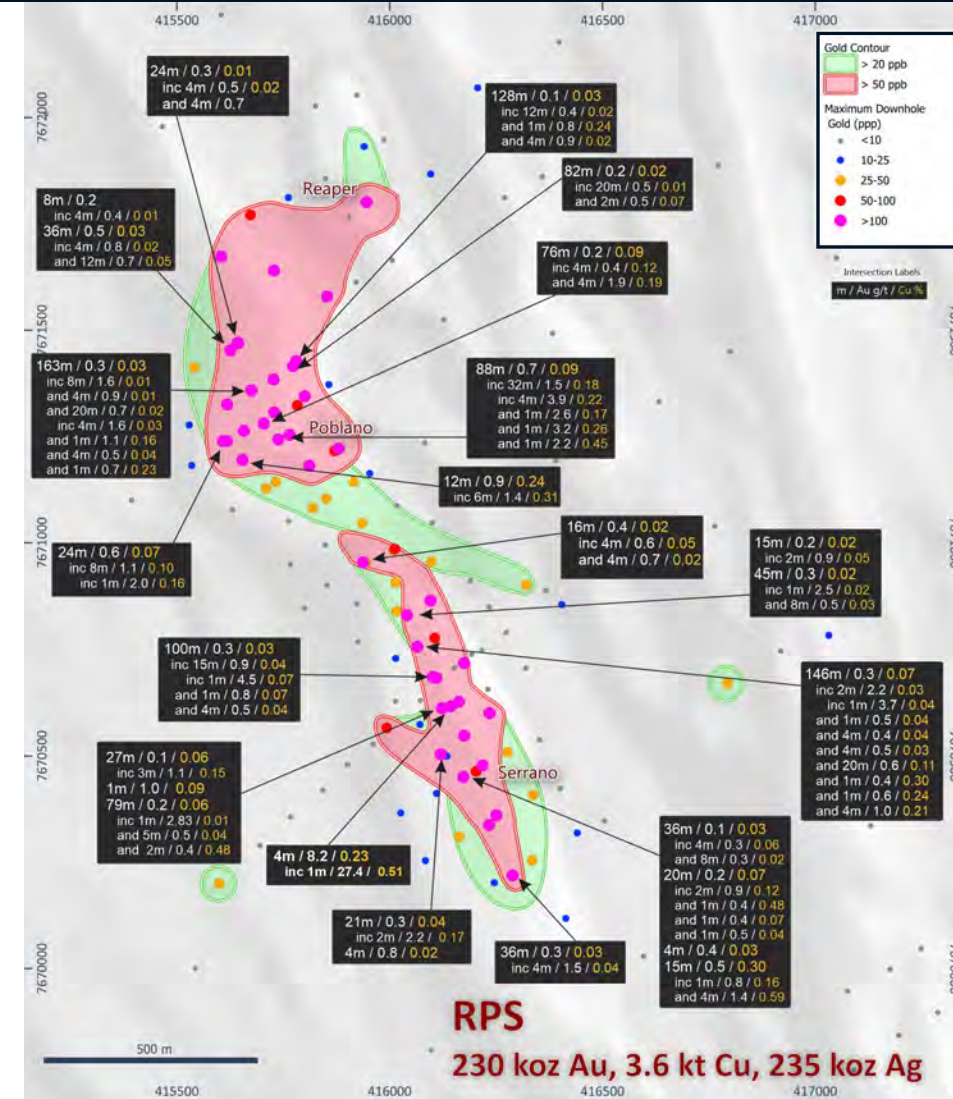 415500 416000 416500 417000
Gold Contour
> 20 ppb
> 50 ppb
Maximum Downhole
Gold (ppp)
<10
10-25
25-50
50-100
>100
Intersection Labels
m / Au g/t / Cu %
7672000
7671500
7671000
7670500
7670000
24m / 0.3 / 0.01
inc 4m / 0.5 / 0.02
and 4m / 0.7
128m / 0.1 / 0.03
inc 12m / 0.4 / 0.02
and 1m / 0.8 / 0.24
and 4m / 0.9 / 0.02
82m / 0.2 / 0.02
inc 20m / 0.5 / 0.01
and 2m / 0.5 / 0.07
Reaper
8m / 0.2
inc 4m / 0.4 / 0.01
36m / 0.5 / 0.03
inc 4m / 0.8 / 0.02
and 12m / 0.7 / 0.05
76m / 0.2 / 0.09
inc 4m / 0.4 / 0.12
and 4m / 1.9 / 0.19
163m / 0.3 / 0.03
inc 8m / 1.6 / 0.01
and 4m / 0.9 / 0.01
and 20m / 0.7 / 0.02
inc 4m / 1.6 / 0.03
and 1m / 1.1 / 0.16
and 4m / 0.5 / 0.04
and 1m / 0.7 / 0.23
88m / 0.7 / 0.09
inc 32m / 1.5 / 0.18
inc 4m / 3.9 / 0.22
and 1m / 2.6 / 0.17
and 1m / 3.2 / 0.26
and 1m / 2.2 / 0.45
Poblano
12m / 0.9 / 0.24
inc 6m / 1.4 / 0.31
24m / 0.6 / 0.07
inc 8m / 1.1 / 0.10
inc 1m / 2.0 / 0.16
16m / 0.4 / 0.02
inc 4m / 0.6 / 0.05
and 4m / 0.7 / 0.02
15m / 0.2 / 0.02
inc 2m / 0.9 / 0.05
45m / 0.3 / 0.02
inc 1m / 2.5 / 0.02
and 8m / 0.5 / 0.03
100m / 0.3 / 0.03
inc 15m / 0.9 / 0.04
inc 1m / 4.5 / 0.07
and 1m / 0.8 / 0.07
and 4m / 0.5 / 0.04
146m / 0.3 / 0.07
inc 2m / 2.2 / 0.03
inc 1m / 3.7 / 0.04
and 1m / 0.5 / 0.04
and 4m / 0.4 / 0.04
and 4m / 0.5 / 0.03
and 20m / 0.6 / 0.11
and 1m / 0.4 / 0.30
and 1m / 0.6 / 0.24
and 4m / 1.0 / 0.21
27m / 0.1 / 0.06
inc 3m / 1.1 / 0.15
1m / 1.0 / 0.09
79m / 0.2 / 0.06
inc 1m / 2.83 / 0.01
and 5m / 0.5 / 0.04
and 2m / 0.4 / 0.48
Serrano
4m / 8.2 / 0.23
inc 1m / 27.4 / 0.51
36m / 0.1 / 0.03
inc 4m / 0.3 / 0.06
and 8m / 0.3 / 0.02
20m / 0.2 / 0.07
inc 2m / 0.9 / 0.12
and 1m / 0.4 / 0.48
and 1m / 0.4 / 0.07
and 1m / 0.5 / 0.04
4m / 0.4 / 0.03
15m / 0.5 / 0.30
inc 1m / 0.8 / 0.16
and 4m / 1.4 / 0.59
21m / 0.3 / 0.04
inc 2m / 2.2 / 0.17
4m / 0.8 / 0.02
36m / 0.3 / 0.03
inc 4m / 1.5 / 0.04
RPS
230 koz Au, 3.6 kt Cu, 235 koz Ag
500 m
415500 416000 416500 417000